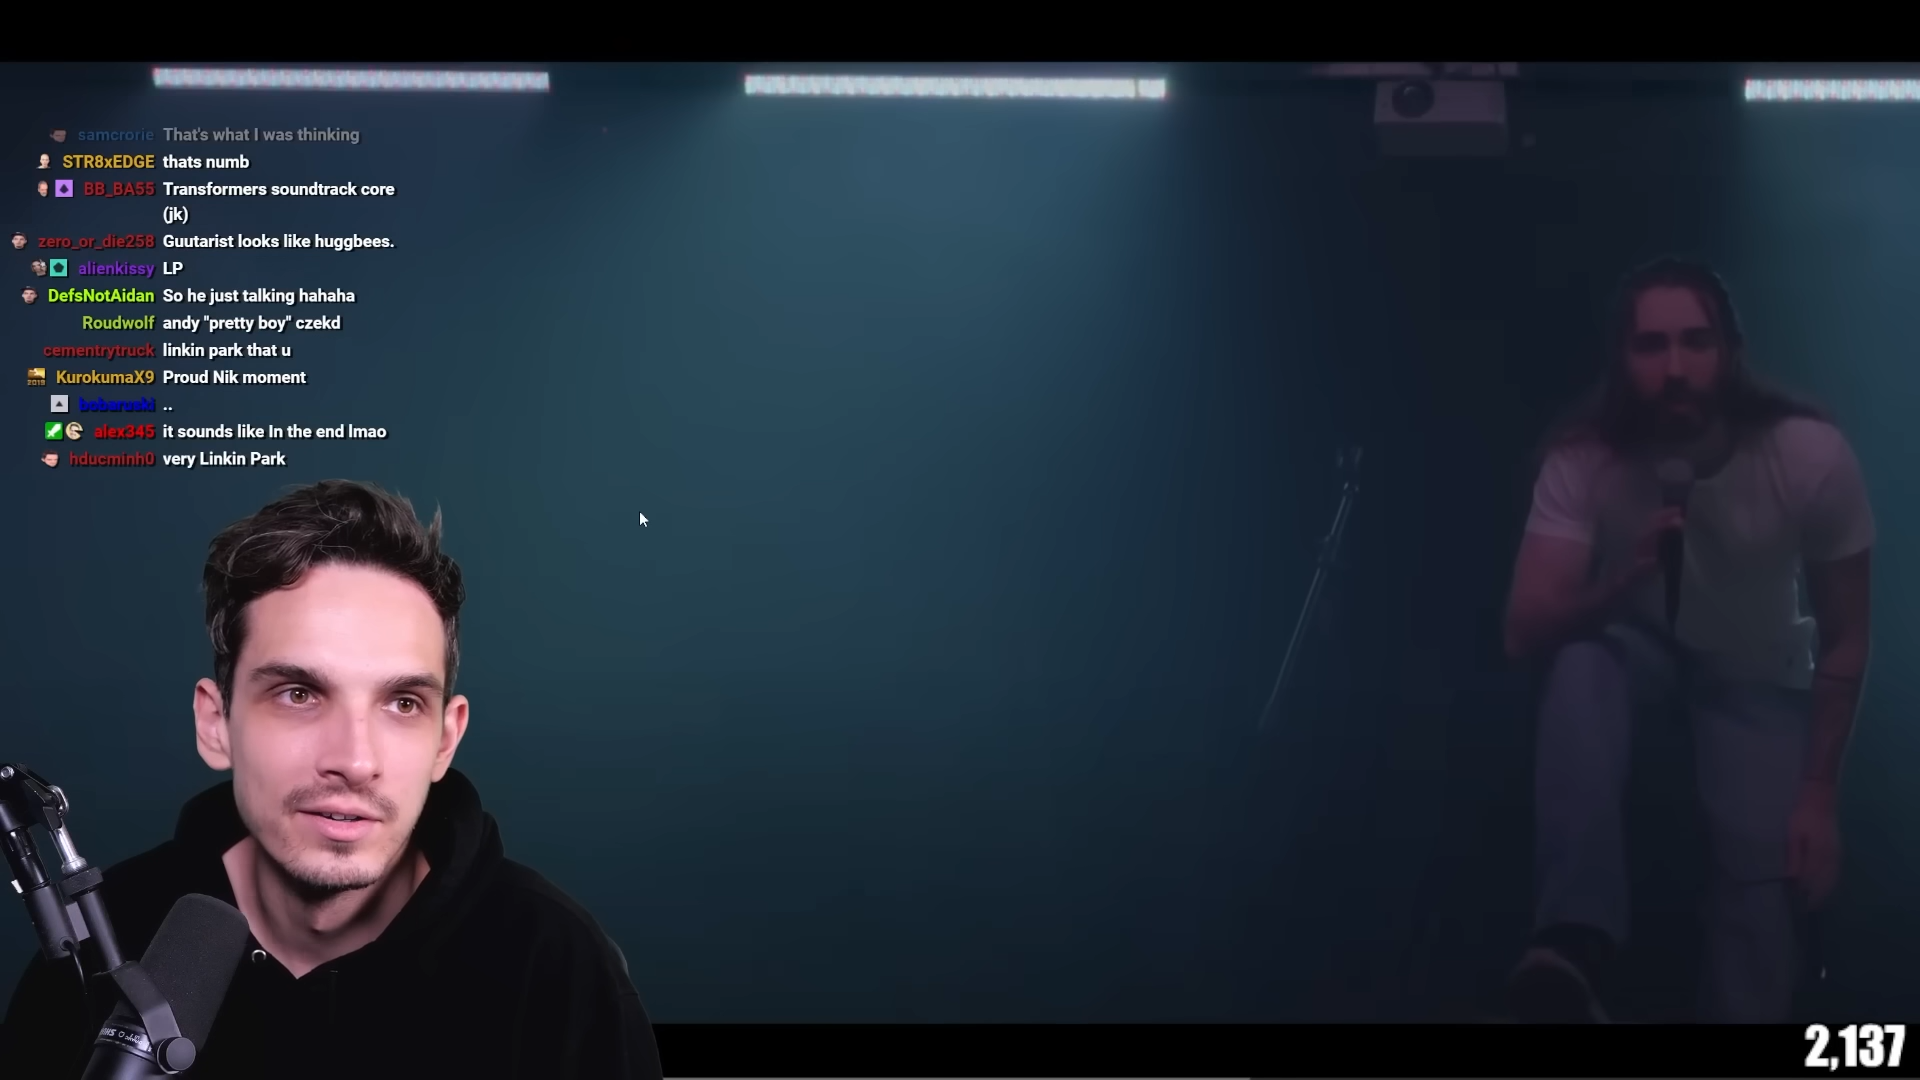 samcrorie That's what I was thinking
STR8xEDGE thats numb
BB_BA55 Transformers soundtrack core
(jk)
zero_or_die258 Guutarist looks like huggbees.
alienkissy LP
DefsNotAidan So he just talking hahaha
Roudwolf andy "pretty boy" czekd
cementrytruck linkin park that u
KurokumaX9 Proud Nik moment
bobaruski ..
alex345 it sounds like In the end lmao
hducminh0 very Linkin Park
2,137